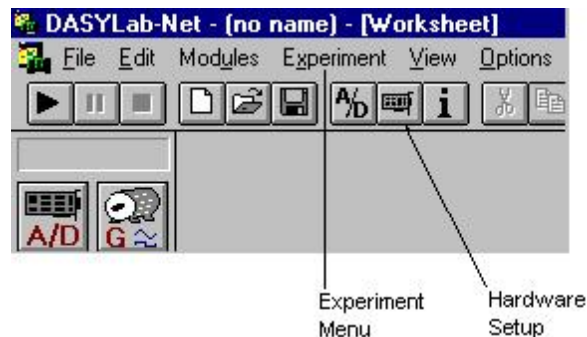 DASYLab-Net - (no name) - [Worksheet]
File Edit Modules Experiment View Options
A/D i
A/D G ≈
Experiment Menu
Hardware Setup